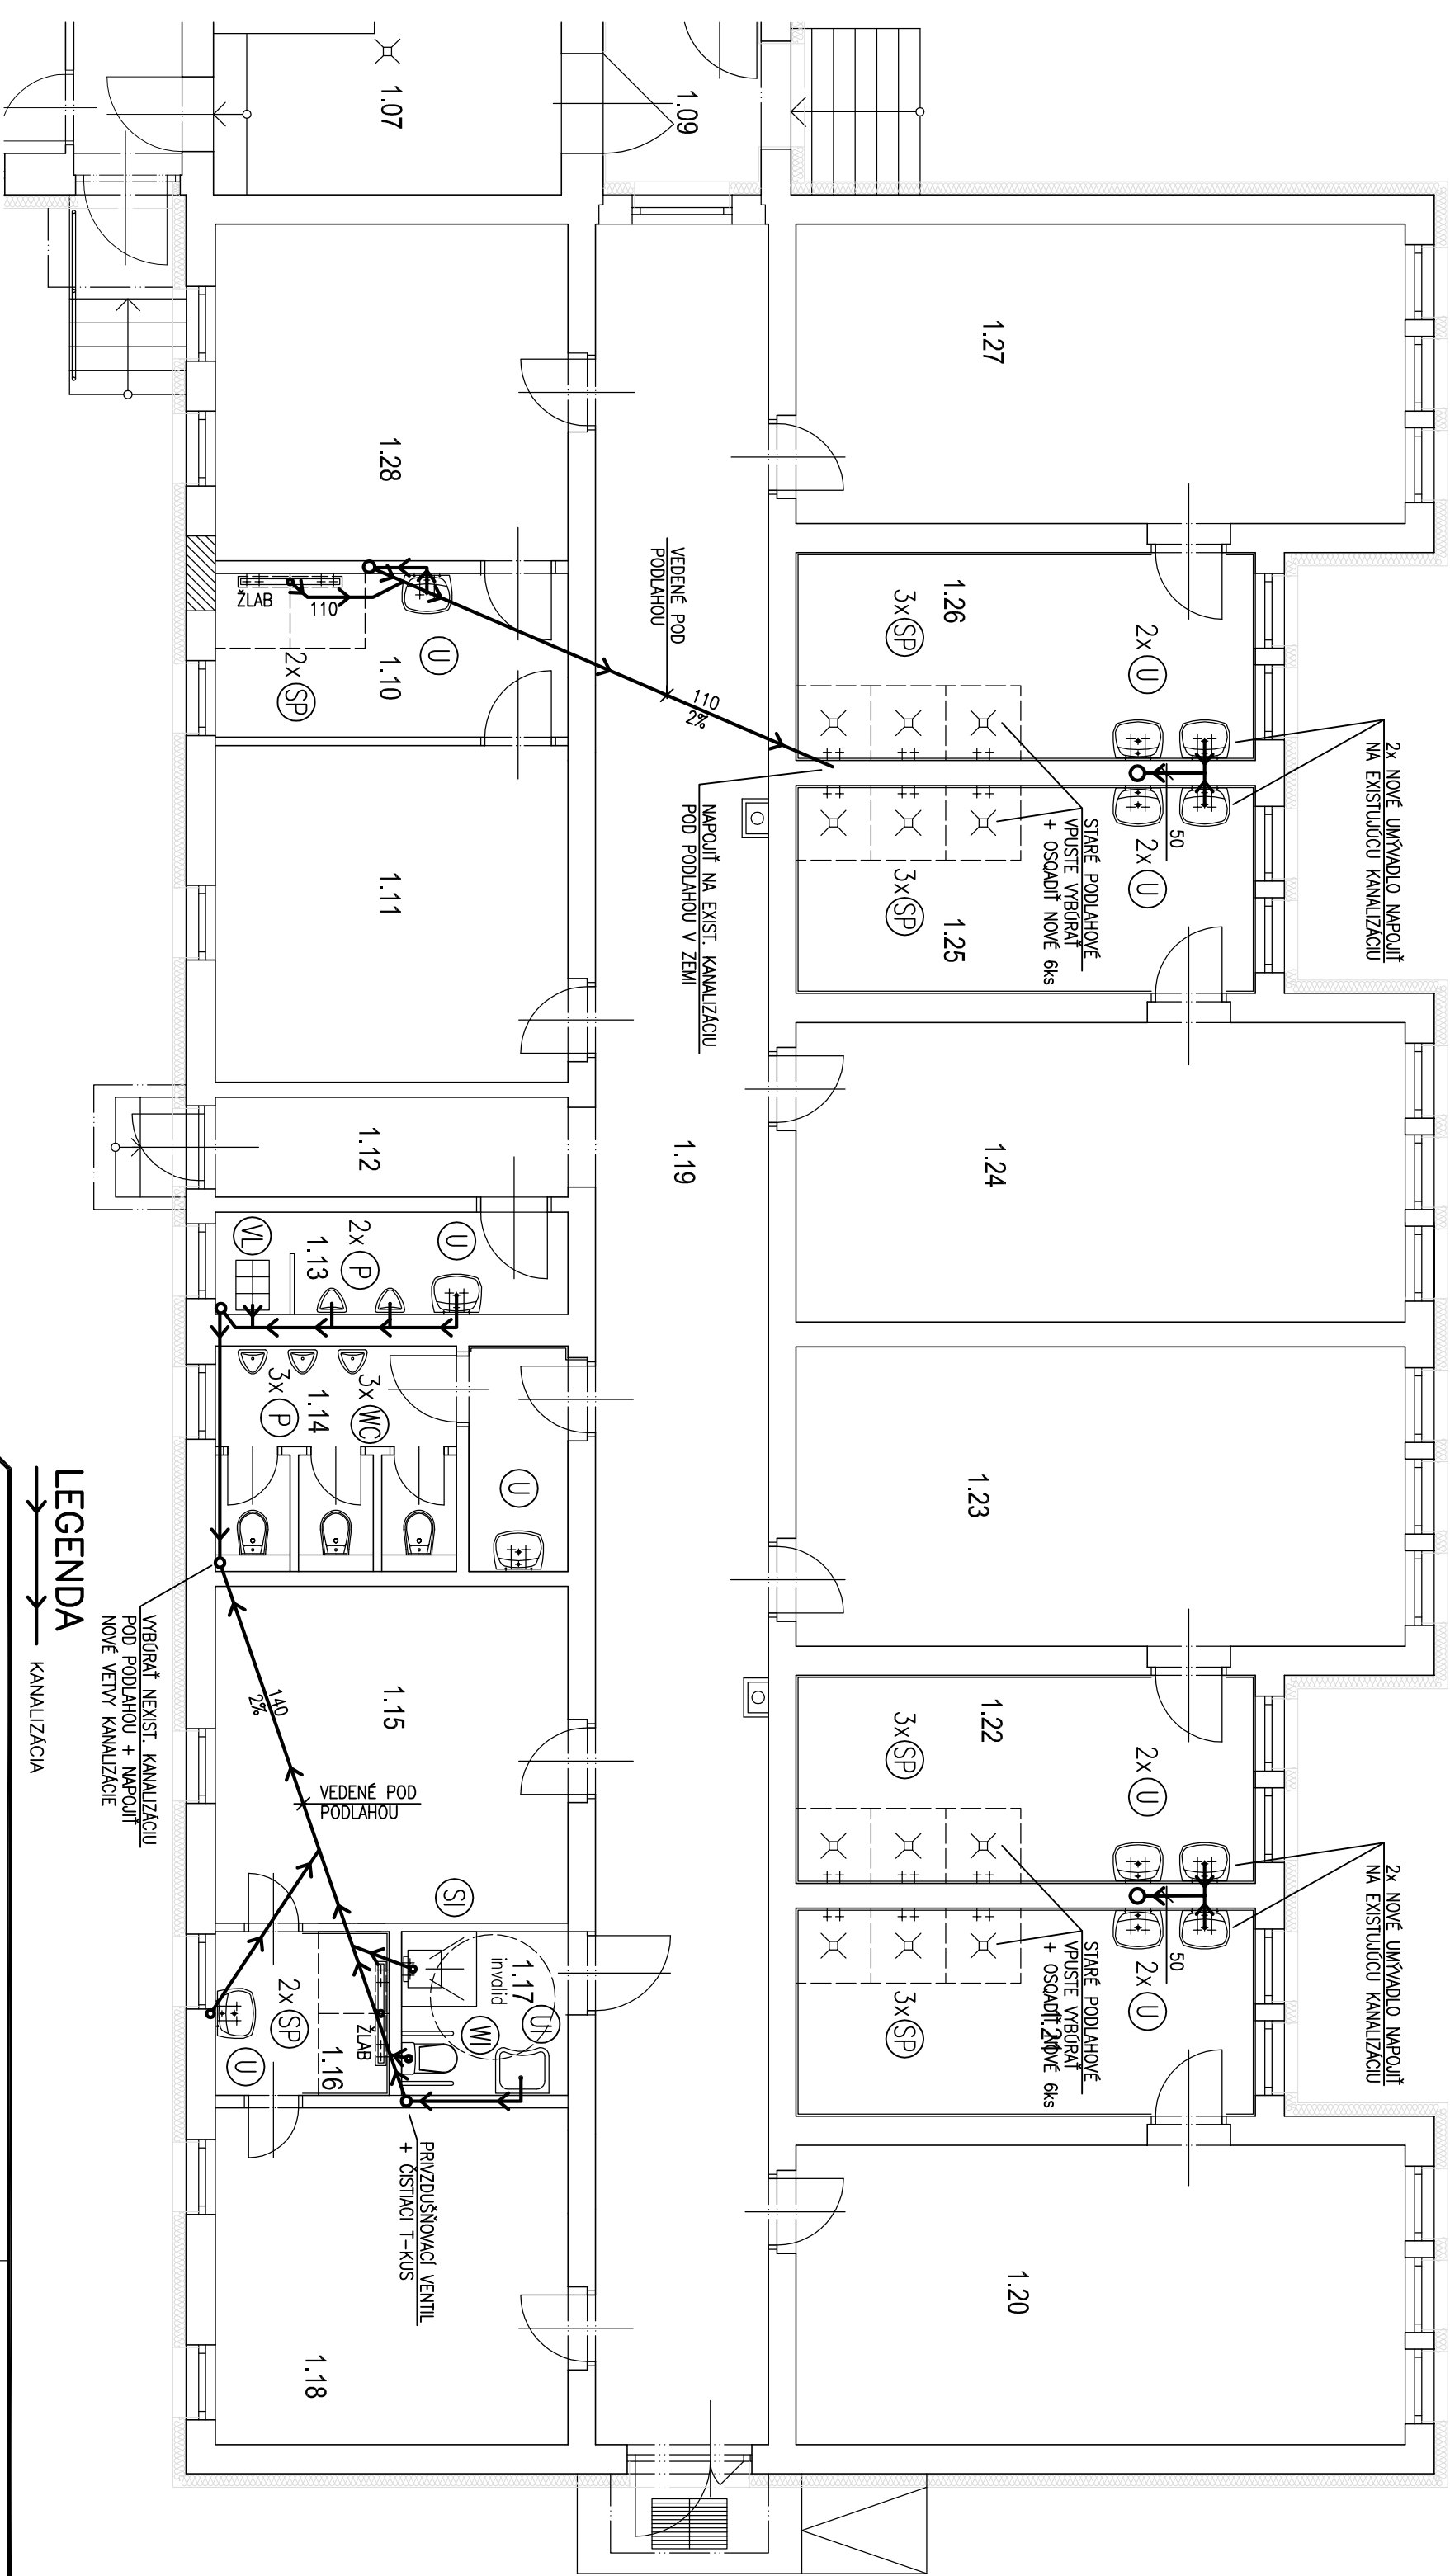 1.07
1.09
1.27
1.28
VEDENÉ POD
PODLAHOU
110
2%
ŽLAB
110
U
1.10
2x SP
1.26
3x SP
2x U
2x NOVÉ UMÝVADLO NAPOJIŤ
NA EXISTUJÚCU KANALIZÁCIU
50
STARÉ PODLAHOVÉ
VPUSTE VYBÚRAŤ
+ OSQADIŤ NOVÉ 6ks
2x U
1.25
3x SP
NAPOJIŤ NA EXIST. KANALIZÁCIU
POD PODLAHOU V ZEMI
1.11
1.24
1.19
1.12
VL
1.13
2x P
U
1.14
3x P
3x WC
U
1.23
1.15
140
2%
VEDENÉ POD
PODLAHOU
VYBÚRAŤ NEXIST. KANALIZÁCIU
POD PODLAHOU + NAPOJIŤ
NOVÉ VETVY KANALIZÁCIE
1.22
3x SP
2x U
2x NOVÉ UMÝVADLO NAPOJIŤ
NA EXISTUJÚCU KANALIZÁCIU
50
STARÉ PODLAHOVÉ
VPUSTE VYBÚRAŤ
+ OSQADIŤ NOVÉ 6ks
1.21
2x U
3x SP
SI
1.17
invalid
UI
WI
2x SP
ŽLAB
1.16
U
PRIVZDUŠŇOVACÍ VENTIL
+ ČISTIACI T-KUS
1.20
1.18
LEGENDA
KANALIZÁCIA